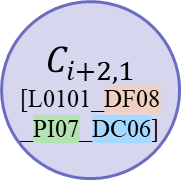 C_{i+2,1}
[L0101_DF08
_PI07_DC06]